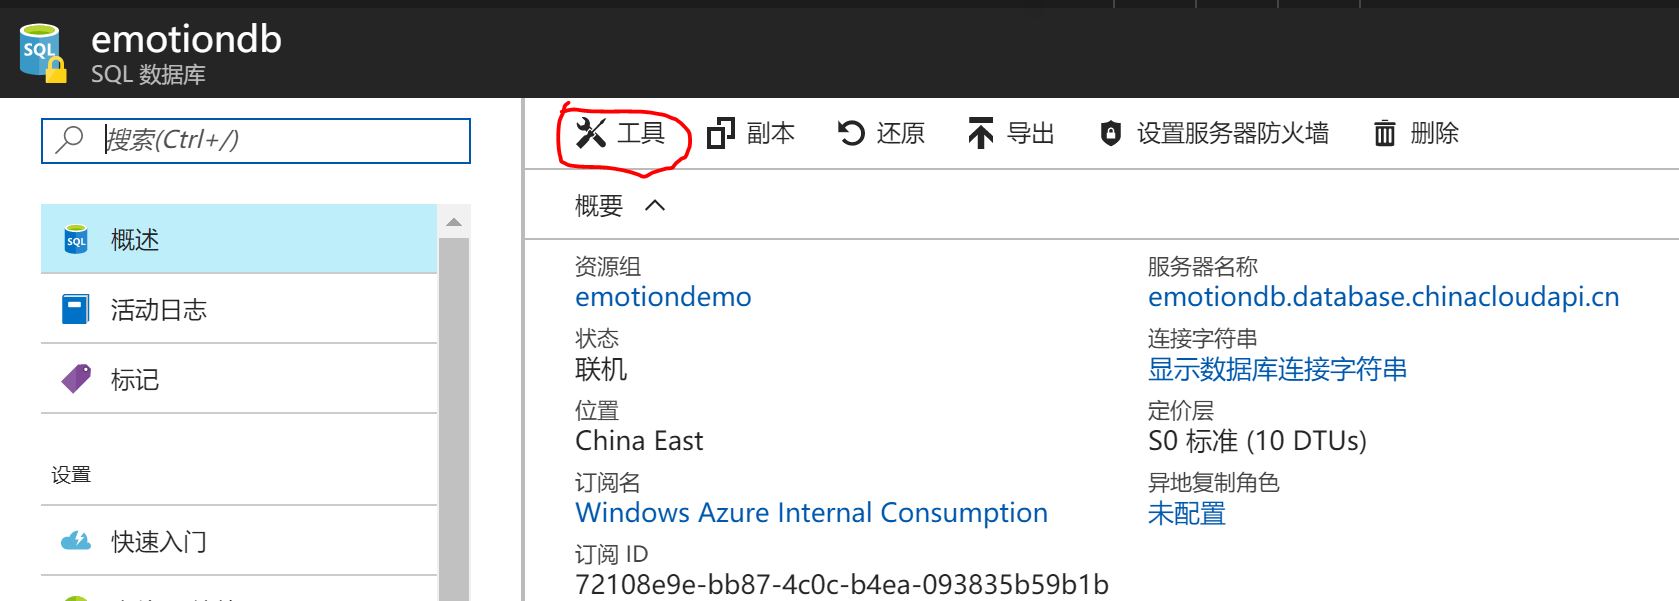 SQL
emotiondb
SQL 数据库
搜索(Ctrl+/)
工具
副本
还原
导出
设置服务器防火墙
删除
SQL
概述
活动日志
标记
设置
快速入门
概要
资源组
emotiondemo
状态
联机
位置
China East
订阅名
Windows Azure Internal Consumption
订阅 ID
72108e9e-bb87-4c0c-b4ea-093835b59b1b
服务器名称
emotiondb.database.chinacloudapi.cn
连接字符串
显示数据库连接字符串
定价层
S0 标准 (10 DTUs)
异地复制角色
未配置